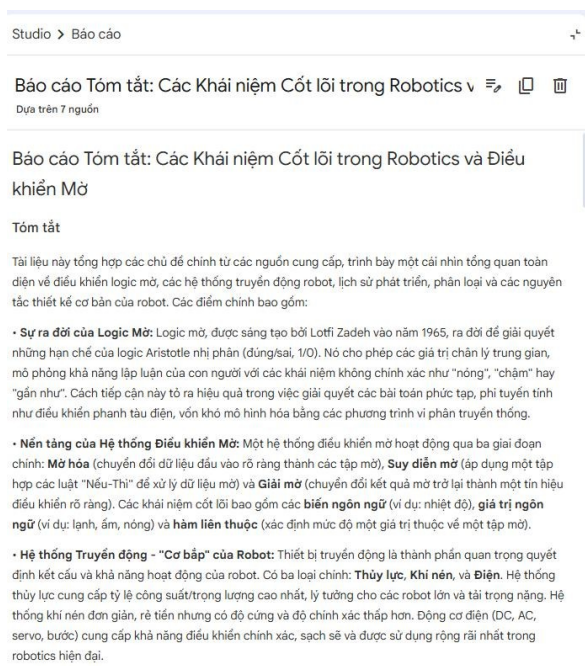 Studio > Báo cáo
Báo cáo Tóm tắt: Các Khái niệm Cốt lõi trong Robotics v
Dựa trên 7 nguồn
Báo cáo Tóm tắt: Các Khái niệm Cốt lõi trong Robotics và Điều
khiển Mờ
Tóm tắt
Tài liệu này tổng hợp các chủ đề chính từ các nguồn cung cấp, trình bày một cái nhìn tổng quan toàn
diện về điều khiển logic mờ, các hệ thống truyền động robot, lịch sử phát triển, phân loại và các nguyên
tắc thiết kế cơ bản của robot. Các điểm chính bao gồm:
• Sự ra đời của Logic Mờ: Logic mờ, được sáng tạo bởi Lotfi Zadeh vào năm 1965, ra đời để giải quyết
những hạn chế của logic Aristotle nhị phân (đúng/sai, 1/0). Nó cho phép các giá trị chân lý trung gian,
mô phỏng khả năng lập luận của con người với các khái niệm không chính xác như "nóng", "chậm" hay
"gần như". Cách tiếp cận này tỏ ra hiệu quả trong việc giải quyết các bài toán phức tạp, phi tuyến tính
như điều khiển phanh tàu điện, vốn khó mô hình hóa bằng các phương trình vi phân truyền thống.
• Nền tảng của Hệ thống Điều khiển Mờ: Một hệ thống điều khiển mờ hoạt động qua ba giai đoạn
chính: Mờ hóa (chuyển đổi dữ liệu đầu vào rõ ràng thành các tập mờ), Suy diễn mờ (áp dụng một tập
hợp các luật "Nếu-Thì" để xử lý dữ liệu mờ) và Giải mờ (chuyển đổi kết quả mờ trở lại thành một tín hiệu
điều khiển rõ ràng). Các khái niệm cốt lõi bao gồm các biến ngôn ngữ (ví dụ: nhiệt độ), giá trị ngôn
ngữ (ví dụ: lạnh, ấm, nóng) và hàm liên thuộc (xác định mức độ một giá trị thuộc về một tập mờ).
• Hệ thống Truyền động - "Cơ bắp" của Robot: Thiết bị truyền động là thành phần quan trọng quyết
định kết cấu và khả năng hoạt động của robot. Có ba loại chính: Thủy lực, Khí nén, và Điện. Hệ thống
thủy lực cung cấp tỷ lệ công suất/trọng lượng cao nhất, lý tưởng cho các robot lớn và tải trọng nặng. Hệ
thống khí nén đơn giản, rẻ tiền nhưng có độ cứng và độ chính xác thấp hơn. Động cơ điện (DC, AC,
servo, bước) cung cấp khả năng điều khiển chính xác, sạch sẽ và được sử dụng rộng rãi nhất trong
robotics hiện đại.